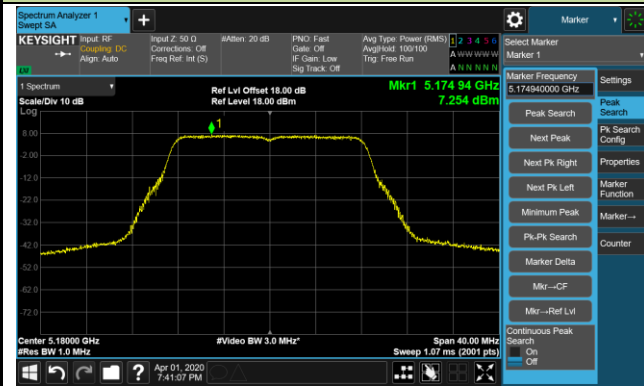 Spectrum Analyzer 1
Swept SA
Marker
KEYSIGHT
Input: RF
Coupling: DC
Align: Auto
Input Z: 50 Ω
Corrections: Off
Freq Ref: Int (S)
#Atten: 20 dB
PNO: Fast
Gate: Off
IF Gain: Low
Sig Track: Off
Avg Type: Power (RMS)
Avg|Hold: 100/100
Trig: Free Run
1 2 3 4 5 6
A W W W W W
A N N N N N
Select Marker
Marker 1
1 Spectrum
Scale/Div 10 dB
Log
Ref Lvl Offset 18.00 dB
Ref Level 18.00 dBm
Mkr1 5.174 94 GHz
7.254 dBm
1
8.00
-2.00
-12.0
-22.0
-32.0
-42.0
-52.0
-62.0
-72.0
Center 5.18000 GHz
#Res BW 1.0 MHz
#Video BW 3.0 MHz*
Span 40.00 MHz
Sweep 1.07 ms (2001 pts)
Marker Frequency
5.174940000 GHz
Peak Search
Next Peak
Next Pk Right
Next Pk Left
Minimum Peak
Pk-Pk Search
Marker Delta
Mkr→CF
Mkr→Ref Lvl
Continuous Peak
Search
On
Off
Settings
Peak
Search
Pk Search
Config
Properties
Marker
Function
Marker→
Counter
Apr 01, 2020
7:41:07 PM